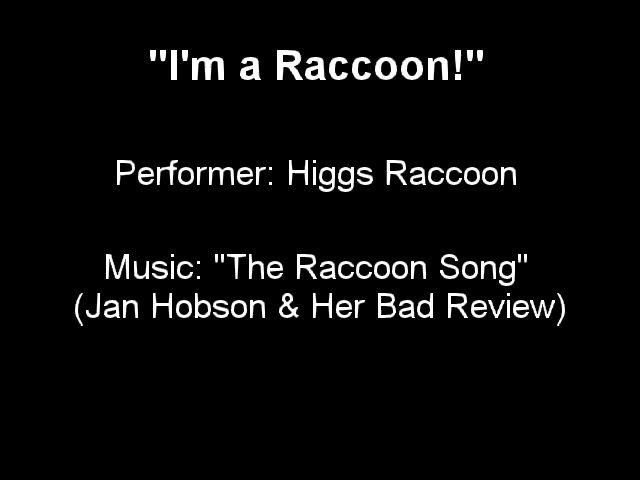 "I'm a Raccoon!"
Performer: Higgs Raccoon
Music: "The Raccoon Song"
(Jan Hobson & Her Bad Review)